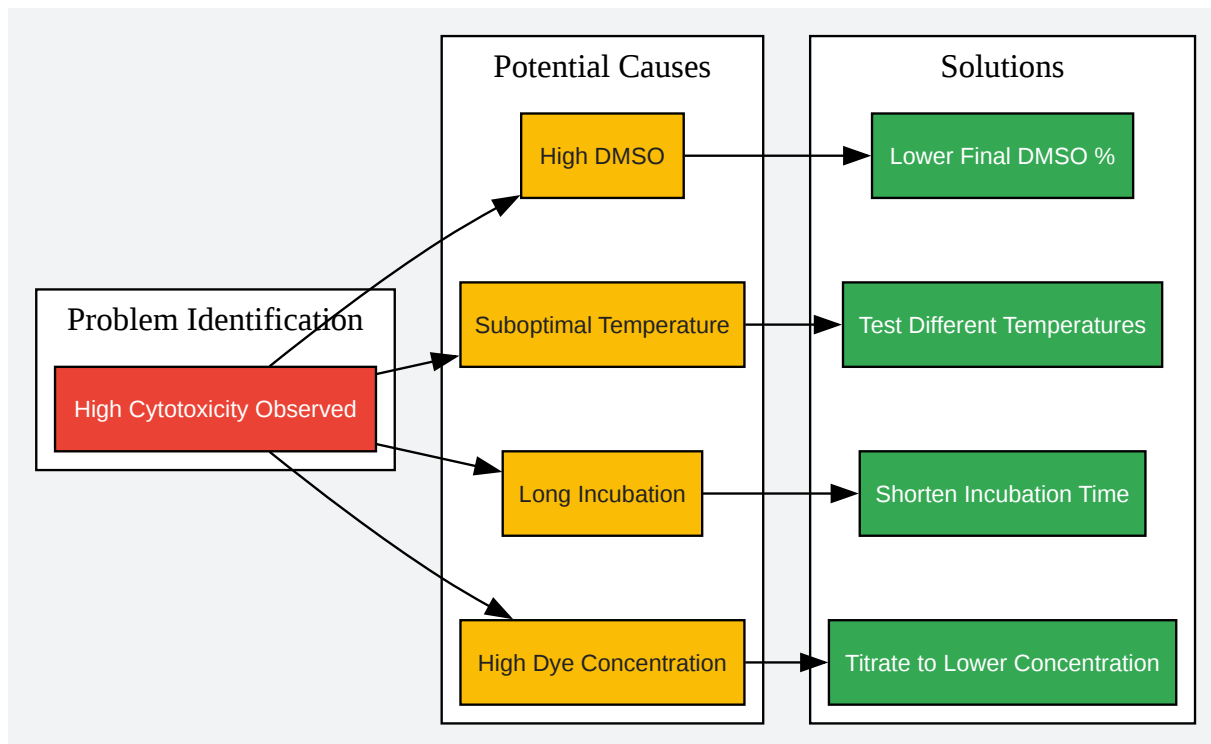 Problem Identification
High Cytotoxicity Observed
Potential Causes
High DMSO
Suboptimal Temperature
Long Incubation
High Dye Concentration
Solutions
Lower Final DMSO %
Test Different Temperatures
Shorten Incubation Time
Titrate to Lower Concentration